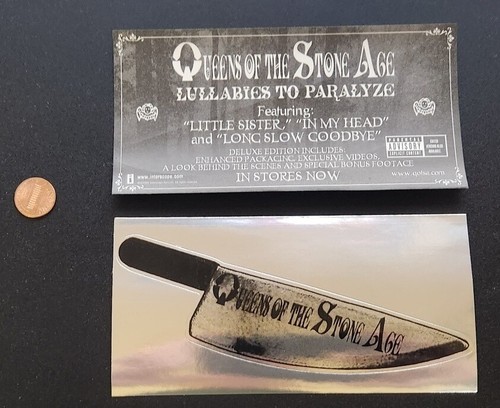 QUEENS OF THE STONE AGE
LULLABIES TO PARALYZE
Featuring:
"LITTLE SISTER," "IN MY HEAD"
and "LONG SLOW GOODBYE"
DELUXE EDITION INCLUDES:
ENHANCED PACKAGING, EXCLUSIVE VIDEOS,
A LOOK BEHIND THE SCENES AND SPECIAL BONUS FOOTAGE
IN STORES NOW
PARENTAL
ADVISORY
EXPLICIT CONTENT
www.interscope.com
www.qotsa.com
QUEENS OF THE STONE AGE